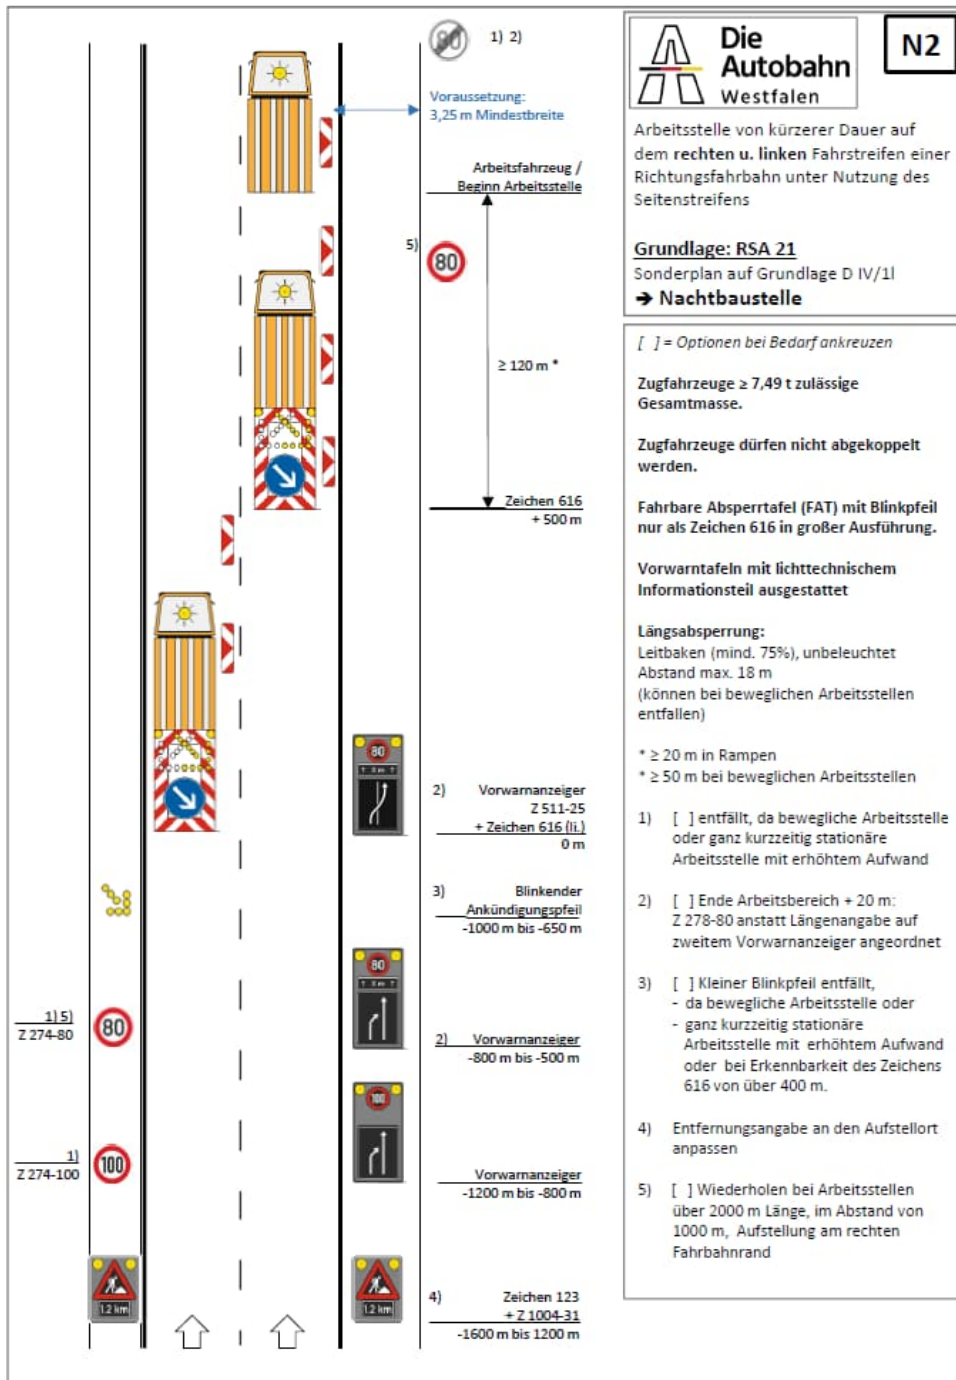 80
1) 2)
Voraussetzung:
3,25 m Mindestbreite
Arbeitsfahrzeug /
Beginn Arbeitsstelle
5)
80
≥ 120 m *
Zeichen 616
+ 500 m
80
2) Vorwarnanzeiger
Z 511-25
+ Zeichen 616 (li.)
0 m
3) Blinkender
Ankündigungspfeil
-1000 m bis -650 m
80
1) 5)
Z 274-80
80
2) Vorwarnanzeiger
-800 m bis -500 m
100
1)
Z 274-100
100
Vorwarnanzeiger
-1200 m bis -800 m
1.2 km
1.2 km
4) Zeichen 123
+ Z 1004-31
-1600 m bis 1200 m
Die
Autobahn
Westfalen
N2
Arbeitsstelle von kürzerer Dauer auf
dem rechten u. linken Fahrstreifen einer
Richtungsfahrbahn unter Nutzung des
Seitenstreifens
Grundlage: RSA 21
Sonderplan auf Grundlage D IV/1l
➔ Nachtbaustelle
[ ] = Optionen bei Bedarf ankreuzen
Zugfahrzeuge ≥ 7,49 t zulässige
Gesamtmasse.
Zugfahrzeuge dürfen nicht abgekoppelt
werden.
Fahrbare Absperrtafel (FAT) mit Blinkpfeil
nur als Zeichen 616 in großer Ausführung.
Vorwarntafeln mit lichttechnischem
Informationsteil ausgestattet
Längsabsperrung:
Leitbaken (mind. 75%), unbeleuchtet
Abstand max. 18 m
(können bei beweglichen Arbeitsstellen
entfallen)
* ≥ 20 m in Rampen
* ≥ 50 m bei beweglichen Arbeitsstellen
1) [ ] entfällt, da bewegliche Arbeitsstelle
oder ganz kurzzeitig stationäre
Arbeitsstelle mit erhöhtem Aufwand
2) [ ] Ende Arbeitsbereich + 20 m:
Z 278-80 anstatt Längenangabe auf
zweitem Vorwarnanzeiger angeordnet
3) [ ] Kleiner Blinkpfeil entfällt,
- da bewegliche Arbeitsstelle oder
- ganz kurzzeitig stationäre
Arbeitsstelle mit erhöhtem Aufwand
oder bei Erkennbarkeit des Zeichens
616 von über 400 m.
4) Entfernungsangabe an den Aufstellort
anpassen
5) [ ] Wiederholen bei Arbeitsstellen
über 2000 m Länge, im Abstand von
1000 m, Aufstellung am rechten
Fahrbahnrand